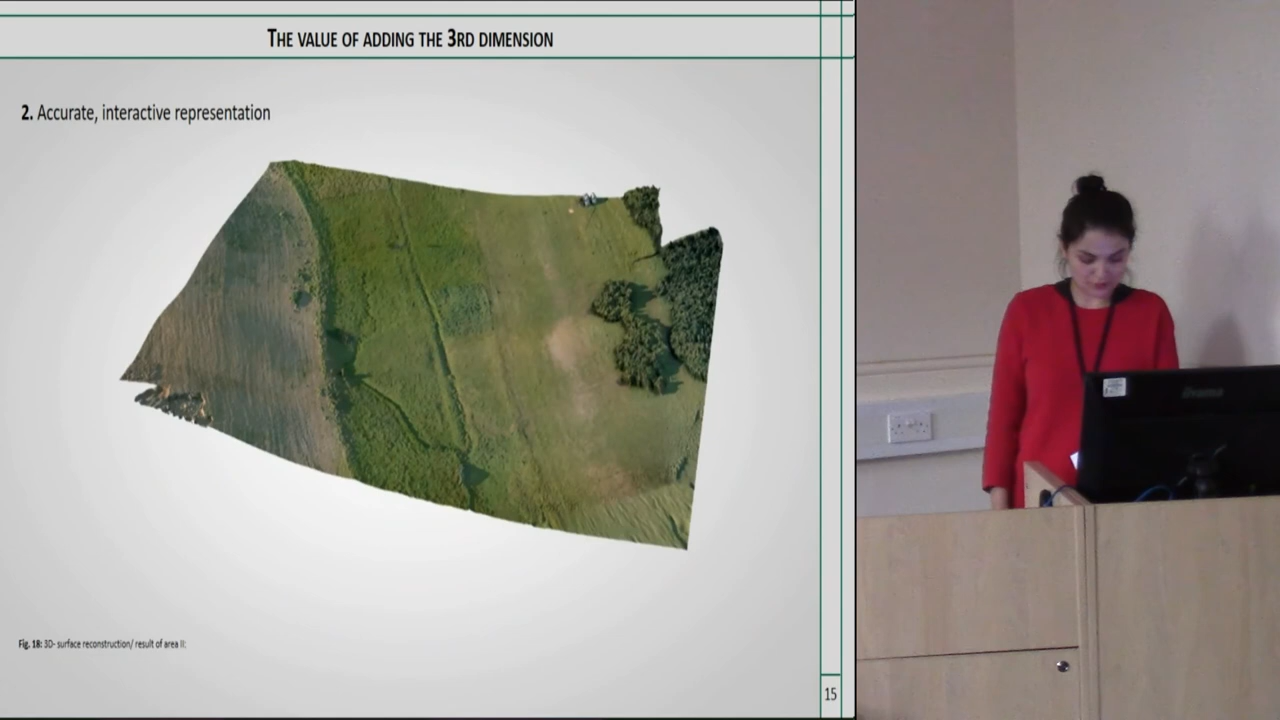 THE VALUE OF ADDING THE 3RD DIMENSION
2. Accurate, interactive representation
Fig. 18: 3D- surface reconstruction/ result of area II:
15